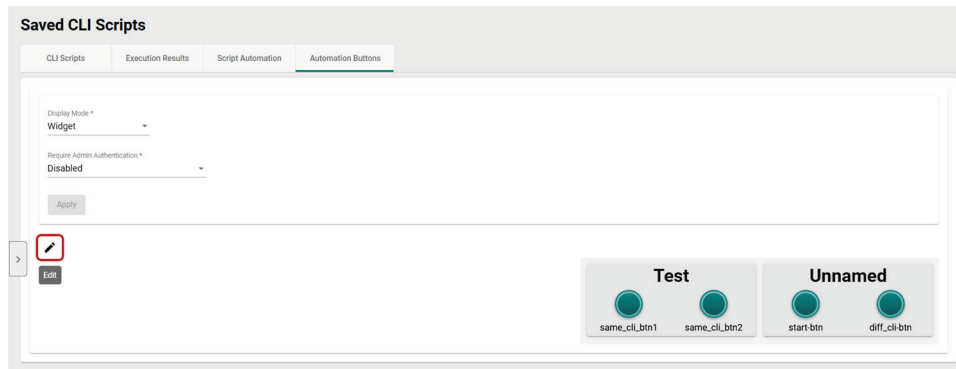 Saved CLI Scripts
CLI Scripts Execution Results Script Automation Automation Buttons
Display Mode *
Widget
Require Admin Authentication *
Disabled
Apply
Edit
Test Unnamed
same_cli_btn1 same_cli_btn2 start-btn diff_cli-btn